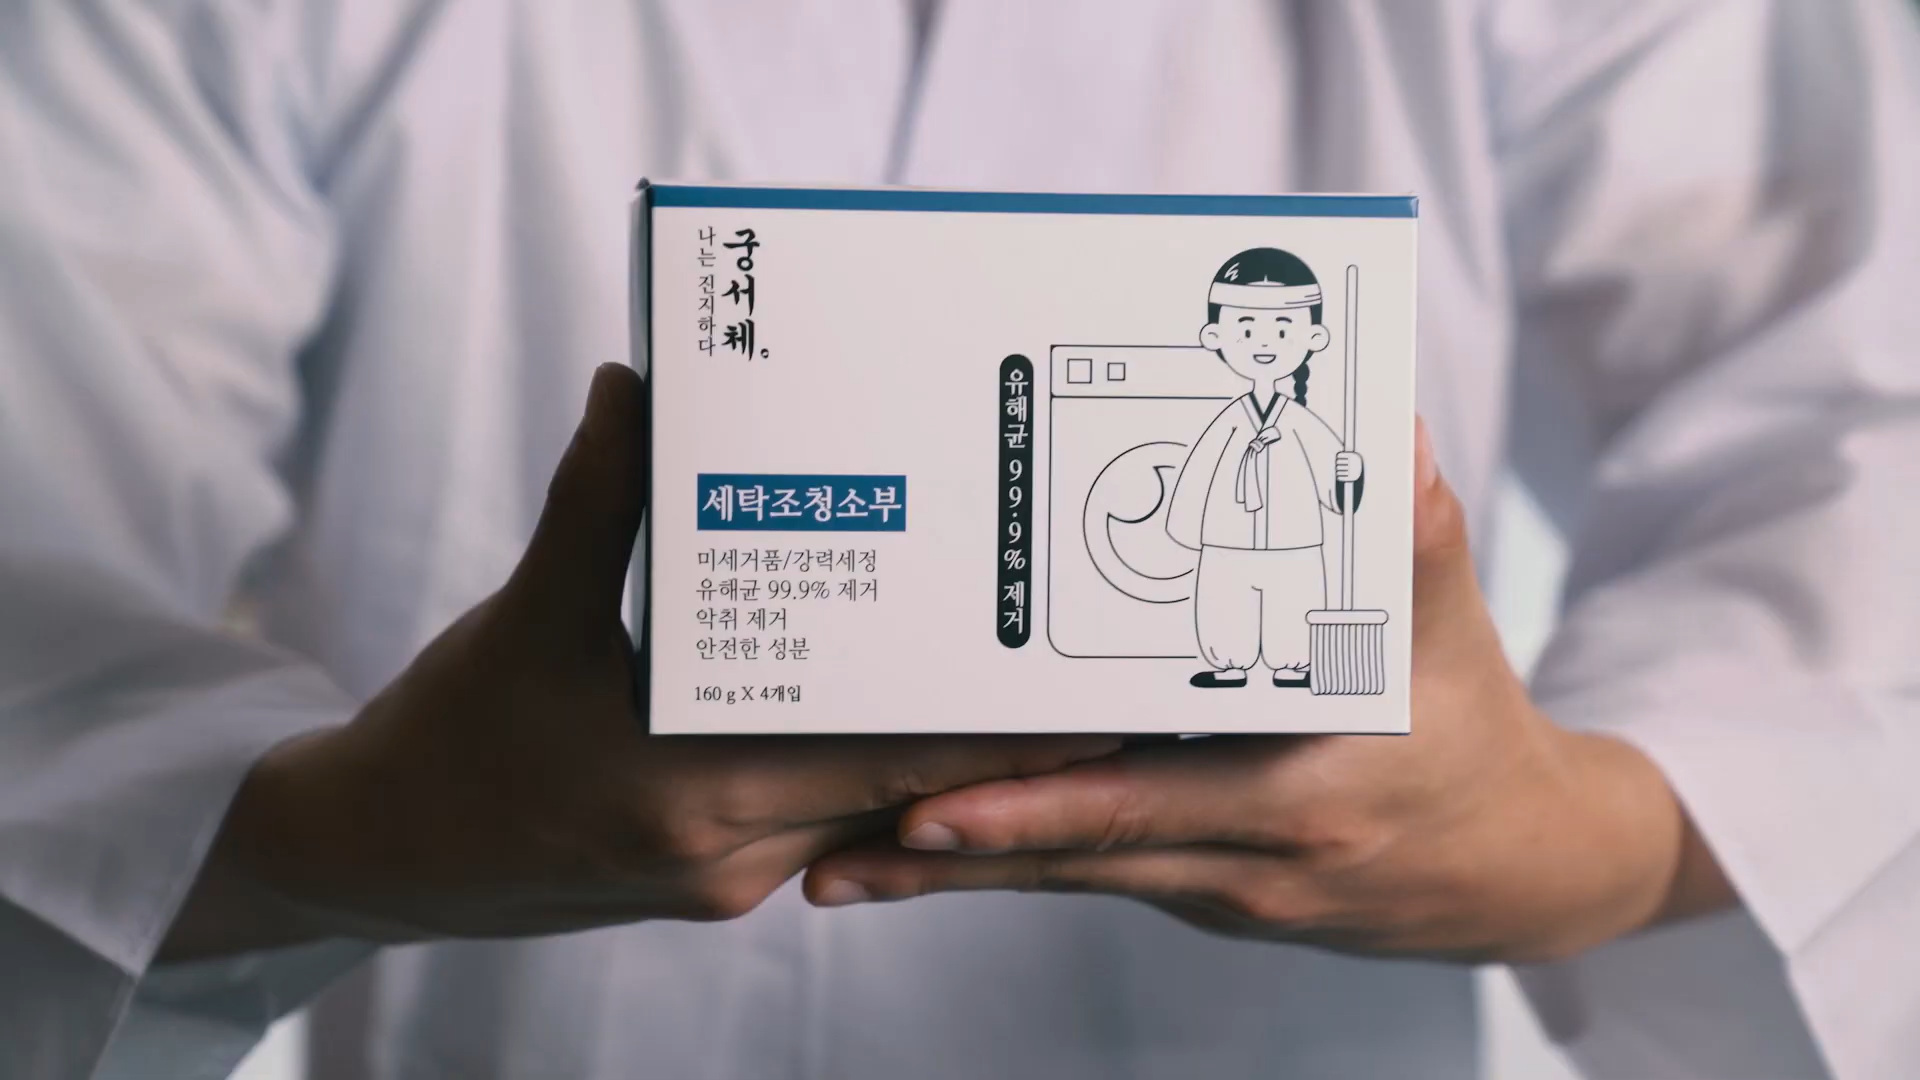 나는 진지하다
궁서체。
세탁조청소부
미세거품/강력세정
유해균 99.9% 제거
악취 제거
안전한 성분
160 g X 4개입
유해균 99.9% 제거